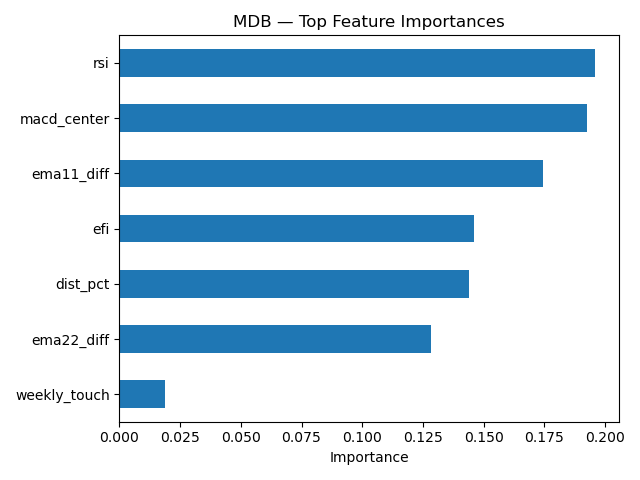 MDB — Top Feature Importances
rsi
macd_center
ema11_diff
efi
dist_pct
ema22_diff
weekly_touch
0.000 0.025 0.050 0.075 0.100 0.125 0.150 0.175 0.200
Importance